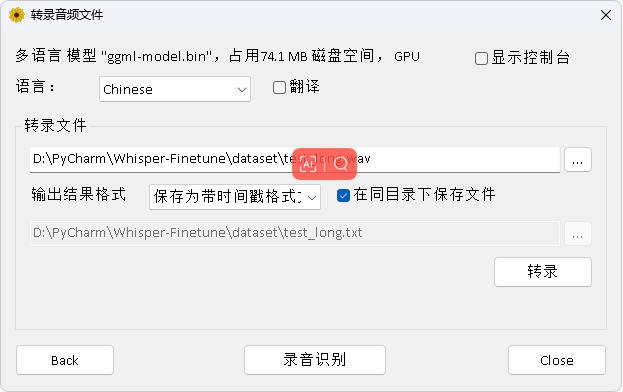 转录音频文件
多语言 模型 "ggml-model.bin"，占用74.1 MB 磁盘空间， GPU
显示控制台
语言：
Chinese
翻译
转录文件
D:\PyCharm\Whisper-Finetune\dataset\test_long.wav
...
输出结果格式
保存为带时间戳格式
在同目录下保存文件
D:\PyCharm\Whisper-Finetune\dataset\test_long.txt
...
转录
Back
录音识别
Close